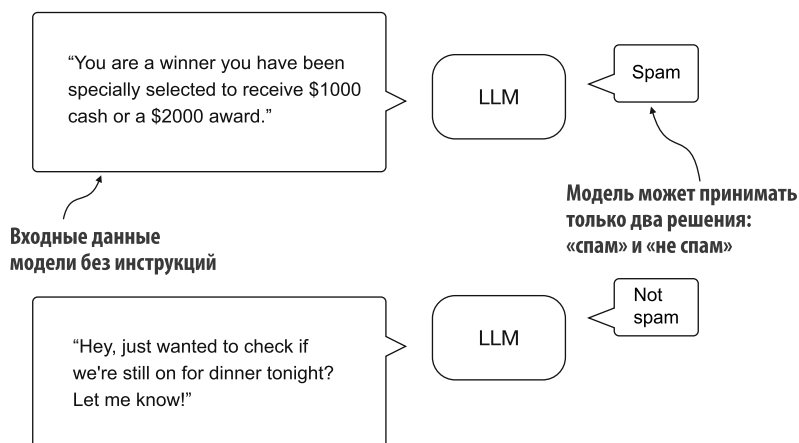 “You are a winner you have been
specially selected to receive $1000
cash or a $2000 award.”
LLM
Spam
Входные данные
модели без инструкций
Модель может принимать
только два решения:
«спам» и «не спам»
“Hey, just wanted to check if
we're still on for dinner tonight?
Let me know!”
LLM
Not
spam